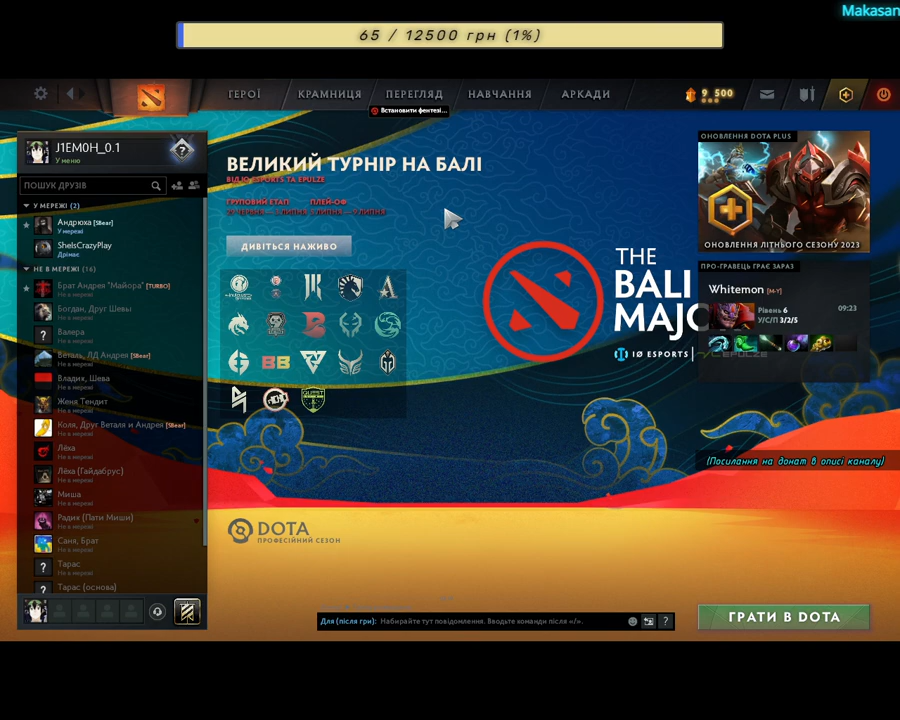 Makasan
65 / 12500 грн (1%)
ГЕРОЇ
КРАМНИЦЯ
ПЕРЕГЛЯД
НАВЧАННЯ
АРКАДИ
9 500
Встановити фентезі...
J1EM0H_0.1
У меню
ПОШУК ДРУЗІВ
У МЕРЕЖІ (2)
Андрюха [SBear]
У мережі
SheIsCrazyPlay
Дрімає
НЕ В МЕРЕЖІ (16)
Брат Андрея "Майора" [TURBO]
Не в мережі
Богдан, Друг Шевы
Не в мережі
Валера
Не в мережі
Веталь, ЛД Андрея [SBear]
Не в мережі
Владик, Шева
Не в мережі
Женя Тендит
Не в мережі
Коля, Друг Веталя и Андрея [SBear]
Не в мережі
Лёха
Не в мережі
Лёха (Гайдабрус)
Не в мережі
Миша
Не в мережі
Радик (Пати Миши)
Не в мережі
Саня, Брат
Не в мережі
Тарас
Не в мережі
Тарас (основа)
ВЕЛИКИЙ ТУРНІР НА БАЛІ
ВІД IO ESPORTS ТА EPULZE
ГРУПОВИЙ ЕТАП
ПЛЕЙ-ОФ
ДИВІТЬСЯ НАЖИВО
BB
THE
BALI
MAJO
IO ESPORTS
EPULZE
DOTA
ПРОФЕСІЙНИЙ СЕЗОН
ОНОВЛЕННЯ DOTA PLUS
ОНОВЛЕННЯ ЛІТНЬОГО СЕЗОНУ 2023
ПРО-ГРАВЕЦЬ ГРАЄ ЗАРАЗ
Whitemon [M-Y]
Рівень 6
У/С/П 3/2/5
09:23
(Посилання на донат в описі каналу)
Для (після гри): Набирайте тут повідомлення. Вводьте команди після «/».
ГРАТИ В DOTA